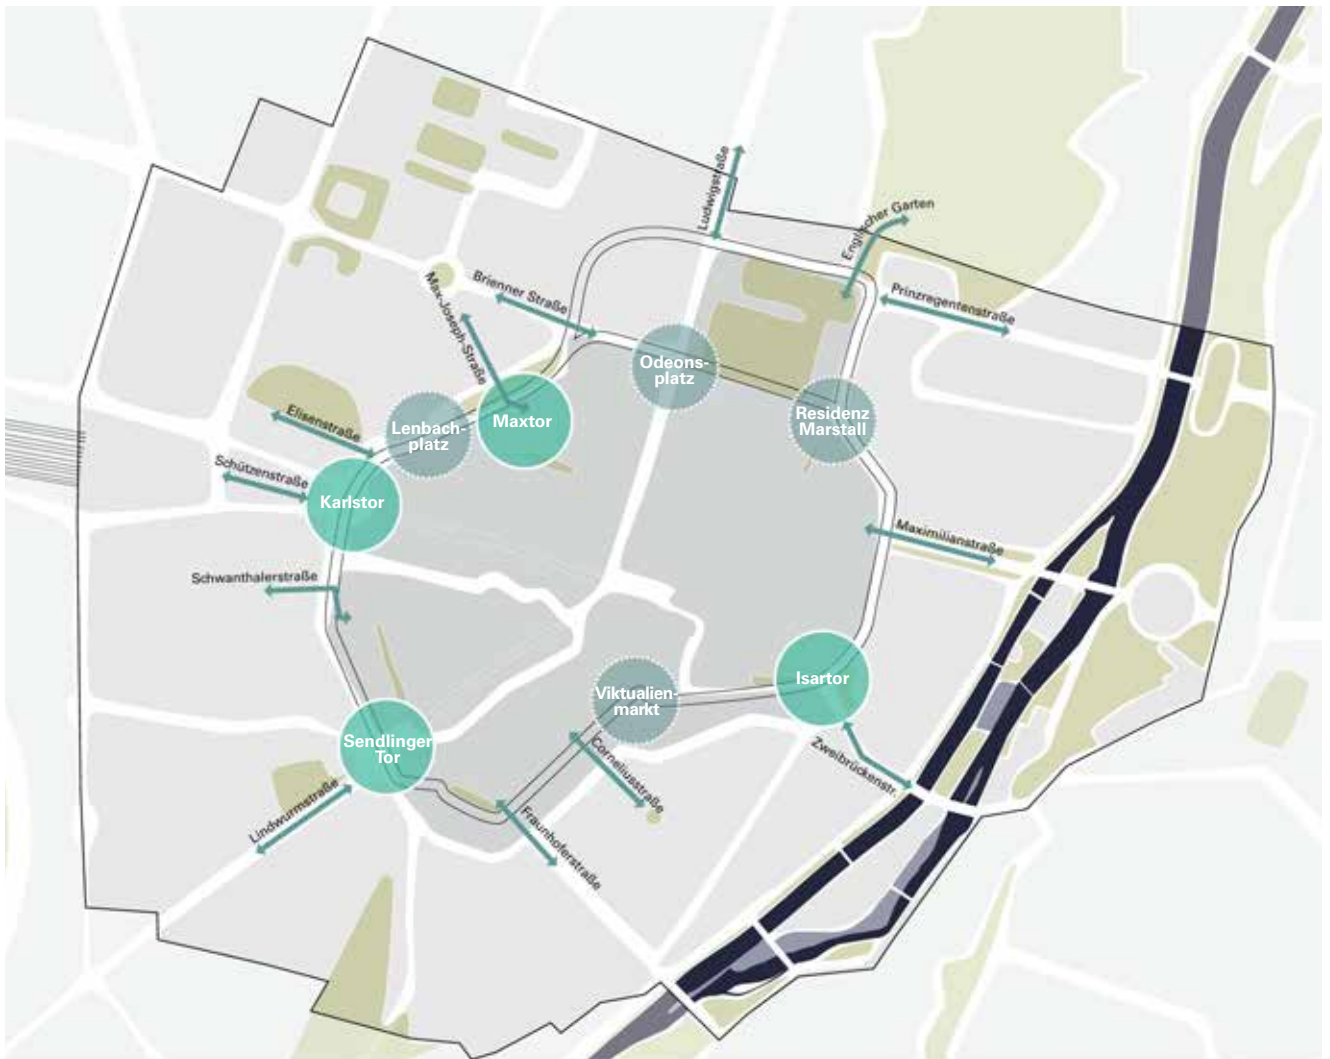 Ludwigstraße
Englischer Garten
Prinzregentenstraße
Brienner Straße
Max-Joseph-Straße
Odeons-
platz
Maxtor
Residenz
Marstall
Lenbach-
platz
Elisenstraße
Schützenstraße
Karlstor
Maximilianstraße
Schwanthalerstraße
Isartor
Viktualien-
markt
Sendlinger
Tor
Zweibrückenstr.
Corneliusstraße
Lindwurmstraße
Fraunhoferstraße